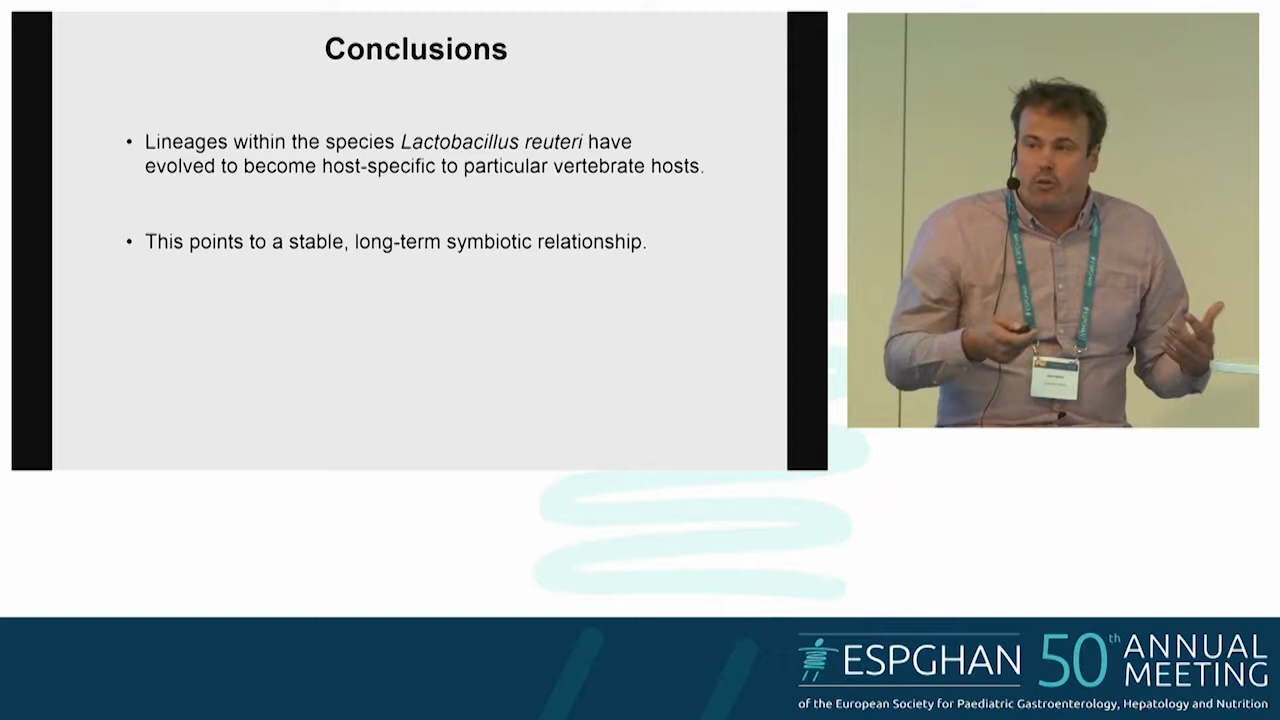 Conclusions
• Lineages within the species Lactobacillus reuteri have
evolved to become host-specific to particular vertebrate hosts.
• This points to a stable, long-term symbiotic relationship.
ESPGHAN
50th ANNUAL
MEETING
of the European Society for Paediatric Gastroenterology, Hepatology and Nutrition